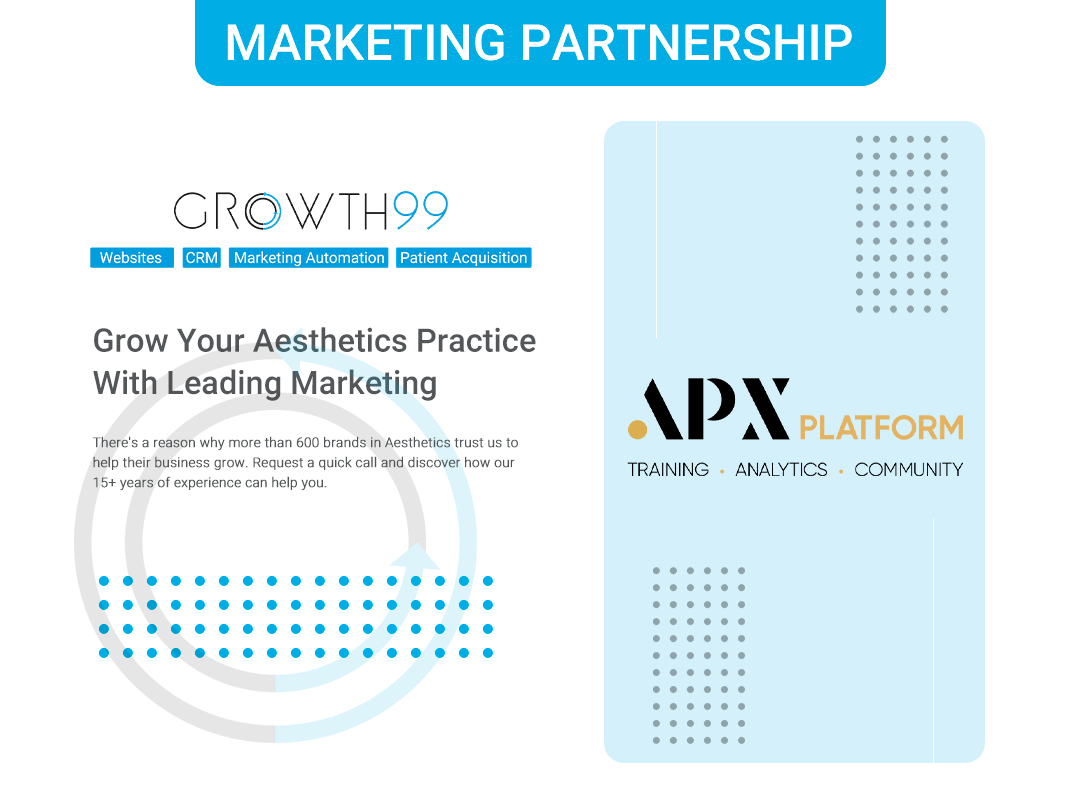 MARKETING PARTNERSHIP
GROWTH99
Websites CRM Marketing Automation Patient Acquisition
Grow Your Aesthetics Practice
With Leading Marketing
There's a reason why more than 600 brands in Aesthetics trust us to
help their business grow. Request a quick call and discover how our
15+ years of experience can help you.
APX PLATFORM
TRAINING • ANALYTICS • COMMUNITY